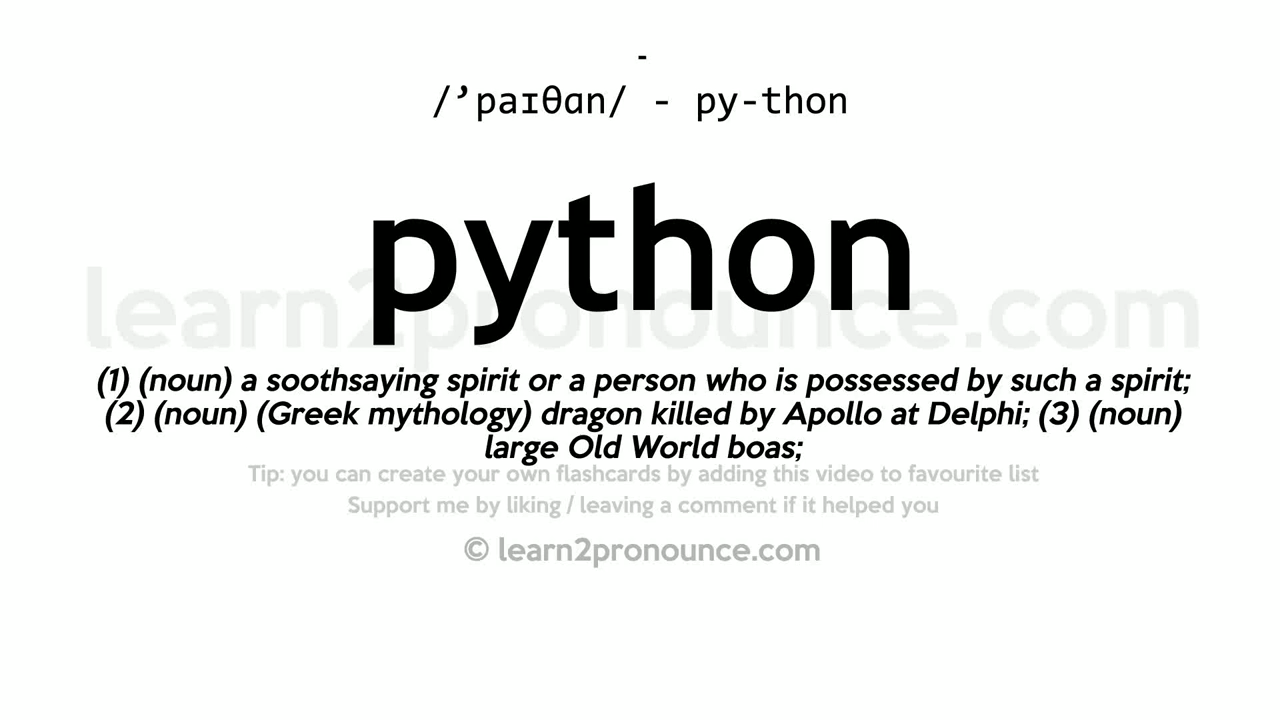 -
/’paɪθɑn/ - py-thon
python
learn2pronounce.com
(1) (noun) a soothsaying spirit or a person who is possessed by such a spirit;
(2) (noun) (Greek mythology) dragon killed by Apollo at Delphi; (3) (noun)
large Old World boas;
Tip: you can create your own flashcards by adding this video to favourite list
Support me by liking / leaving a comment if it helped you
© learn2pronounce.com